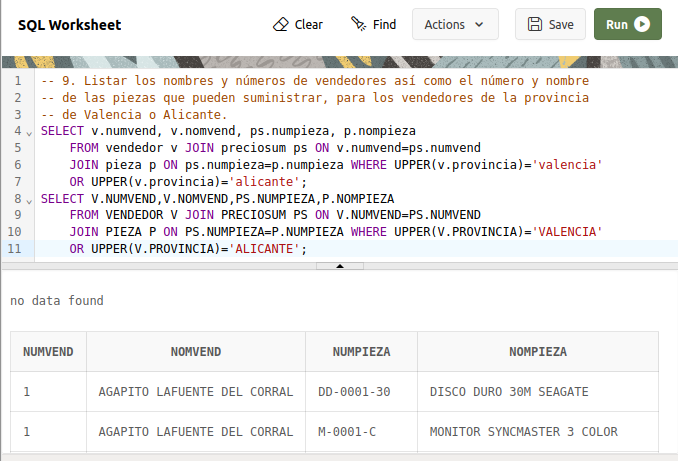 SQL Worksheet Clear Find Actions Save Run
1 -- 9. Listar los nombres y números de vendedores así como el número y nombre
2 -- de las piezas que pueden suministrar, para los vendedores de la provincia
3 -- de Valencia o Alicante.
4 SELECT v.numvend, v.nomvend, ps.numpieza, p.nompieza
5 FROM vendedor v JOIN preciosum ps ON v.numvend=ps.numvend
6 JOIN pieza p ON ps.numpieza=p.numpieza WHERE UPPER(v.provincia)='valencia'
7 OR UPPER(v.provincia)='alicante';
8 SELECT V.NUMVEND,V.NOMVEND,PS.NUMPIEZA,P.NOMPIEZA
9 FROM VENDEDOR V JOIN PRECIOSUM PS ON V.NUMVEND=PS.NUMVEND
10 JOIN PIEZA P ON PS.NUMPIEZA=P.NUMPIEZA WHERE UPPER(V.PROVINCIA)='VALENCIA'
11 OR UPPER(V.PROVINCIA)='ALICANTE';
no data found
NUMVEND NOMVEND NUMPIEZA NOMPIEZA
1 AGAPITO LAFUENTE DEL CORRAL DD-0001-30 DISCO DURO 30M SEAGATE
1 AGAPITO LAFUENTE DEL CORRAL M-0001-C MONITOR SYNCMASTER 3 COLOR